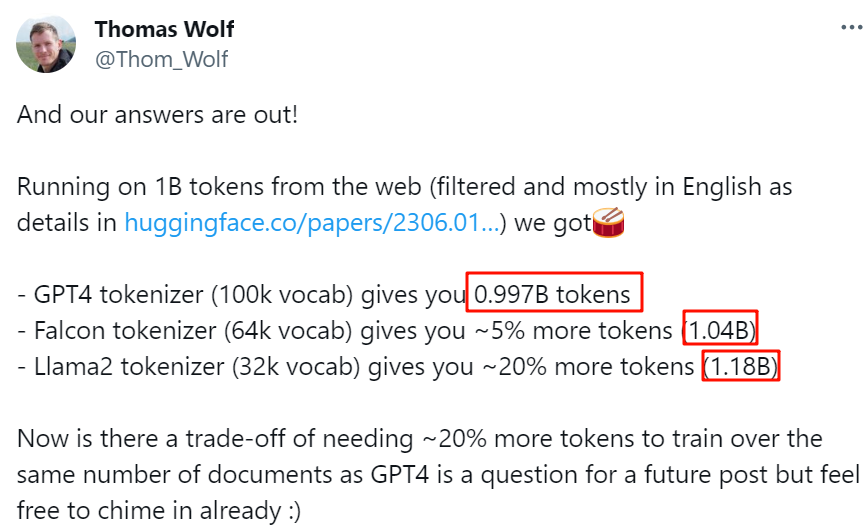 Thomas Wolf
@Thom_Wolf
And our answers are out!
Running on 1B tokens from the web (filtered and mostly in English as
details in huggingface.co/papers/2306.01...) we got🥁
- GPT4 tokenizer (100k vocab) gives you 0.997B tokens
- Falcon tokenizer (64k vocab) gives you ~5% more tokens (1.04B)
- Llama2 tokenizer (32k vocab) gives you ~20% more tokens (1.18B)
Now is there a trade-off of needing ~20% more tokens to train over the
same number of documents as GPT4 is a question for a future post but feel
free to chime in already :)